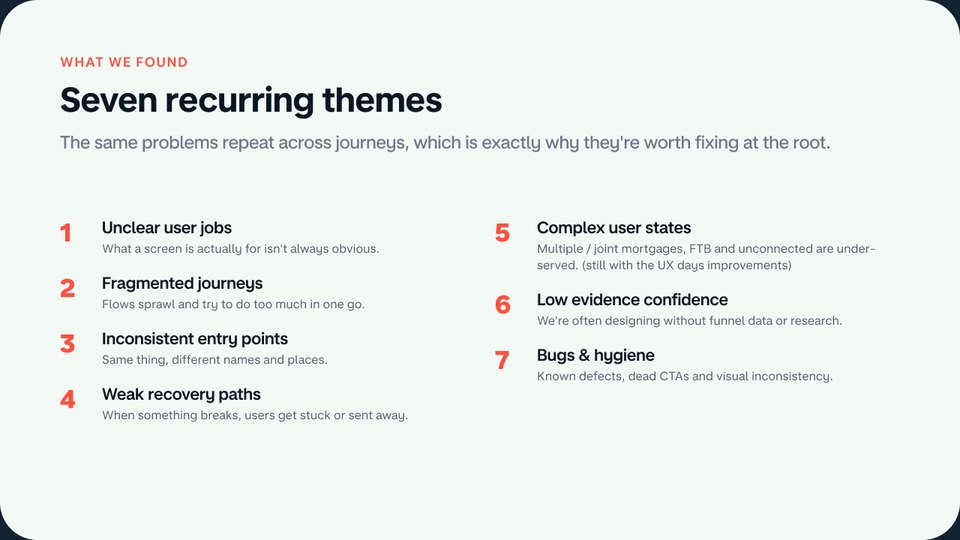 WHAT WE FOUND
Seven recurring themes
The same problems repeat across journeys, which is exactly why they're worth fixing at the root.
1
Unclear user jobs
What a screen is actually for isn't always obvious.
2
Fragmented journeys
Flows sprawl and try to do too much in one go.
3
Inconsistent entry points
Same thing, different names and places.
4
Weak recovery paths
When something breaks, users get stuck or sent away.
5
Complex user states
Multiple / joint mortgages, FTB and unconnected are under-
served. (still with the UX days improvements)
6
Low evidence confidence
We're often designing without funnel data or research.
7
Bugs & hygiene
Known defects, dead CTAs and visual inconsistency.